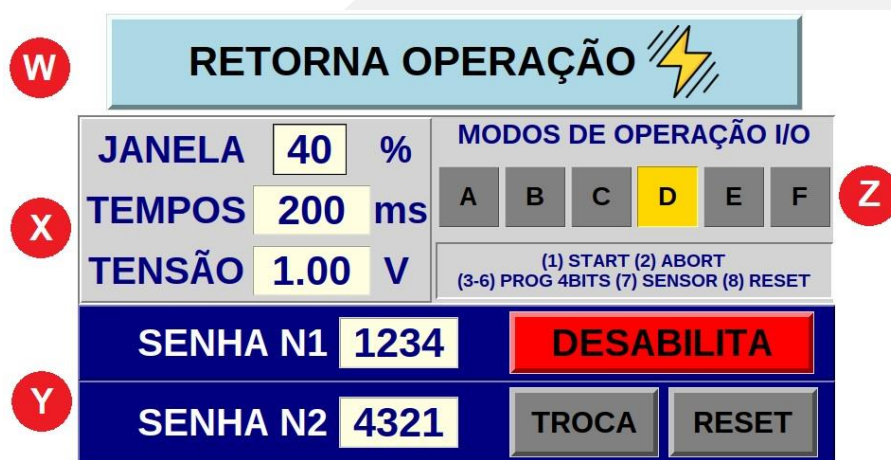 W
RETORNA OPERAÇÃO
X
JANELA 40 %
TEMPOS 200 ms
TENSÃO 1.00 V
MODOS DE OPERAÇÃO I/O
A B C D E F
Z
(1) START (2) ABORT
(3-6) PROG 4BITS (7) SENSOR (8) RESET
Y
SENHA N1 1234 DESABILITA
SENHA N2 4321 TROCA RESET